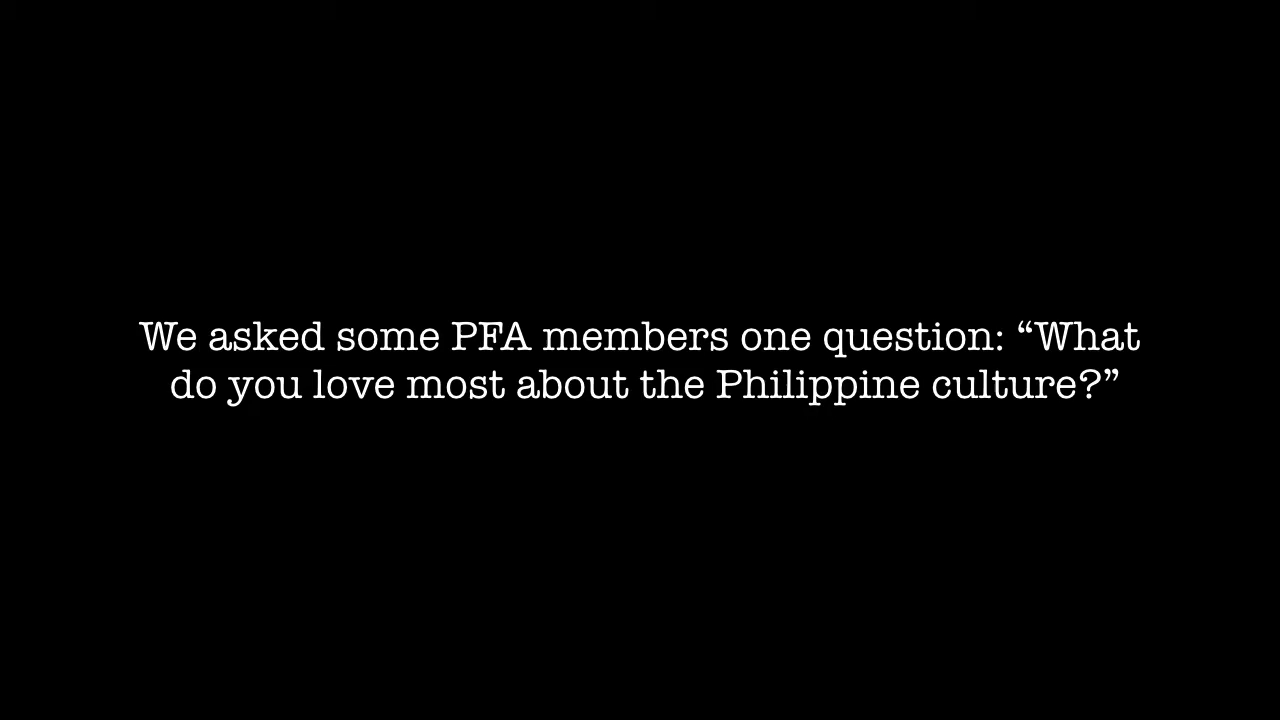 We asked some PFA members one question: “What
do you love most about the Philippine culture?”